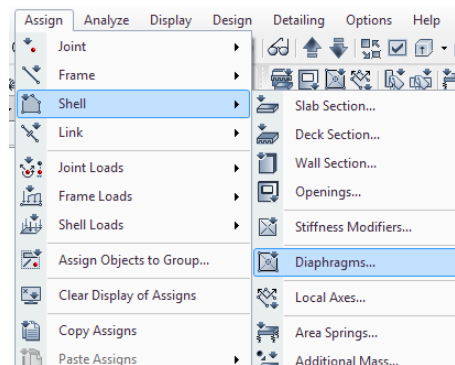 Assign Analyze Display Design Detailing Options Help
Joint
Frame
Shell
Link
Joint Loads
Frame Loads
Shell Loads
Assign Objects to Group...
Clear Display of Assigns
Copy Assigns
Paste Assigns
Slab Section...
Deck Section...
Wall Section...
Openings...
Stiffness Modifiers...
Diaphragms...
Local Axes...
Area Springs...
Additional Mass...